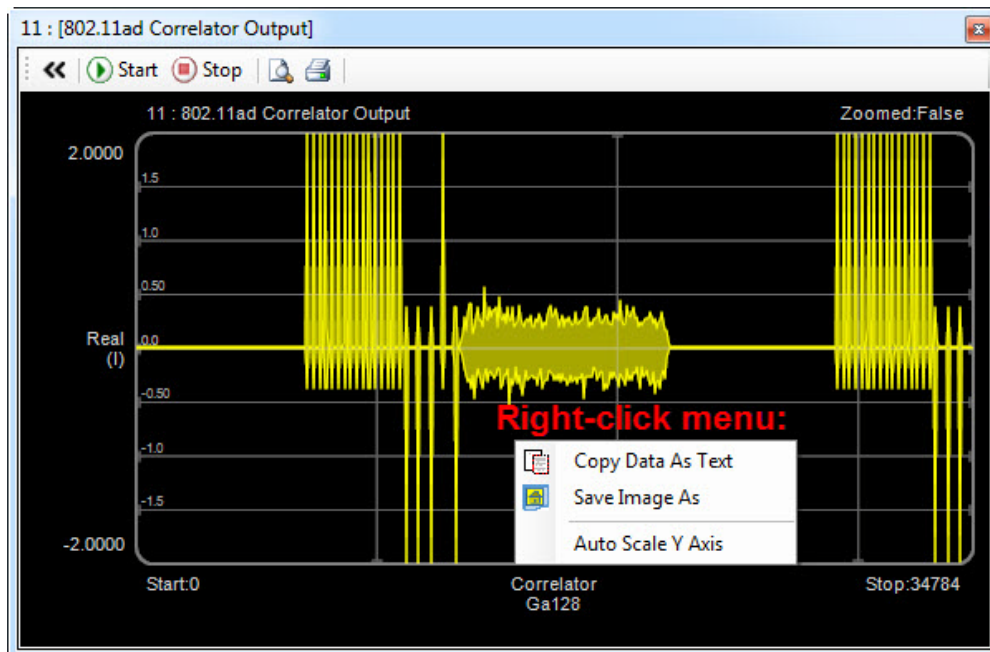 11 : [802.11ad Correlator Output]
Start Stop
11 : 802.11ad Correlator Output Zoomed:False
2.0000
1.5
1.0
0.50
Real
(I)
0.0
-0.50
Right-click menu:
-1.0
Copy Data As Text
Save Image As
-1.5
Auto Scale Y Axis
-2.0000
Start:0 Correlator Stop:34784
Ga128